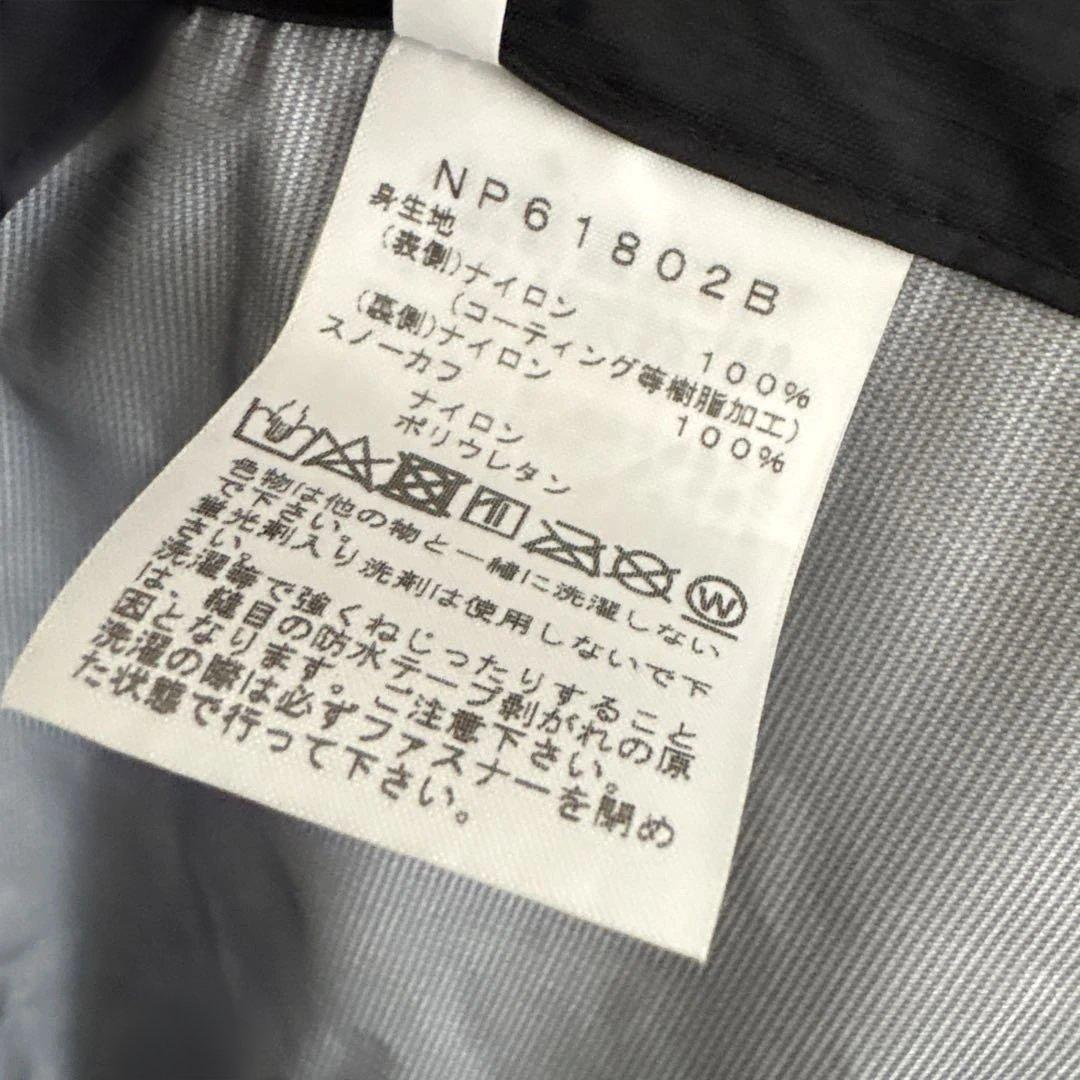 NP61802B
身生地
(表側)ナイロン 100%
(コーティング等樹脂加工)
(裏側)ナイロン 100%
スノーカフ
ナイロン
ポリウレタン
W
色物は他の物と一緒に洗濯しない
で下さい。
蛍光剤入り洗剤は使用しないで下
さい。
洗濯等で強くねじったりすること
は、縫目の防水テープ剥がれの原
因となります。ご注意下さい。
洗濯の際は必ずファスナーを閉め
た状態で行って下さい。